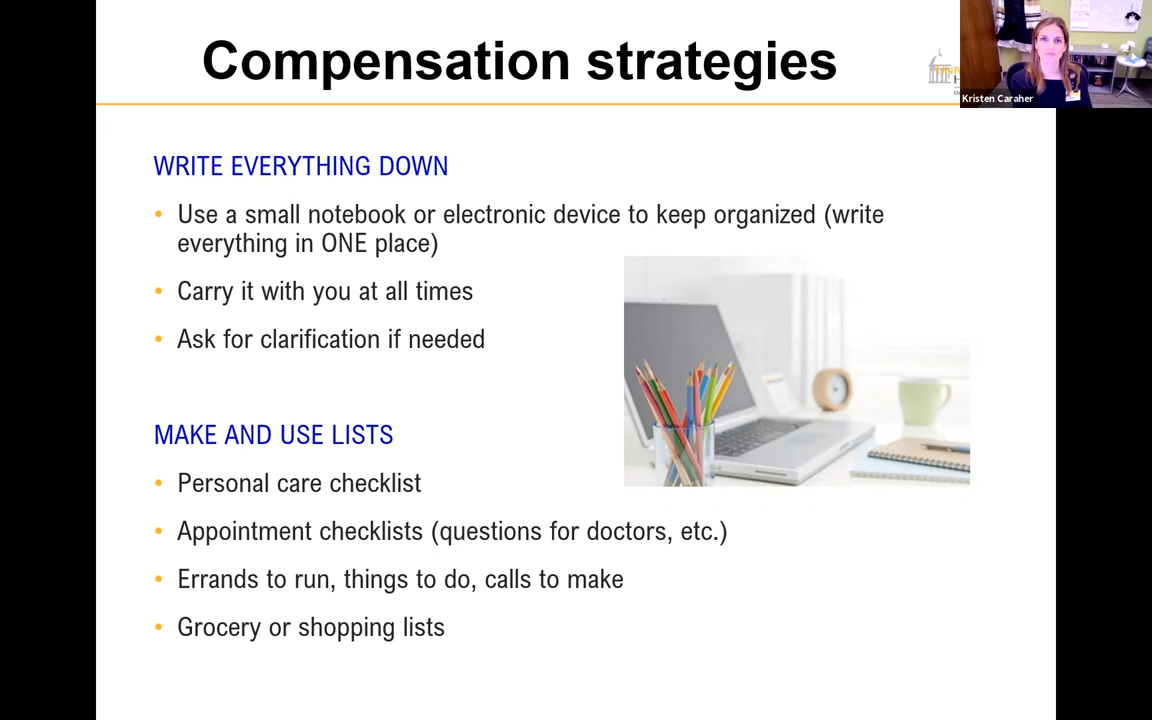 Compensation strategies
Kristen Caraher
WRITE EVERYTHING DOWN
• Use a small notebook or electronic device to keep organized (write
everything in ONE place)
• Carry it with you at all times
• Ask for clarification if needed
MAKE AND USE LISTS
• Personal care checklist
• Appointment checklists (questions for doctors, etc.)
• Errands to run, things to do, calls to make
• Grocery or shopping lists